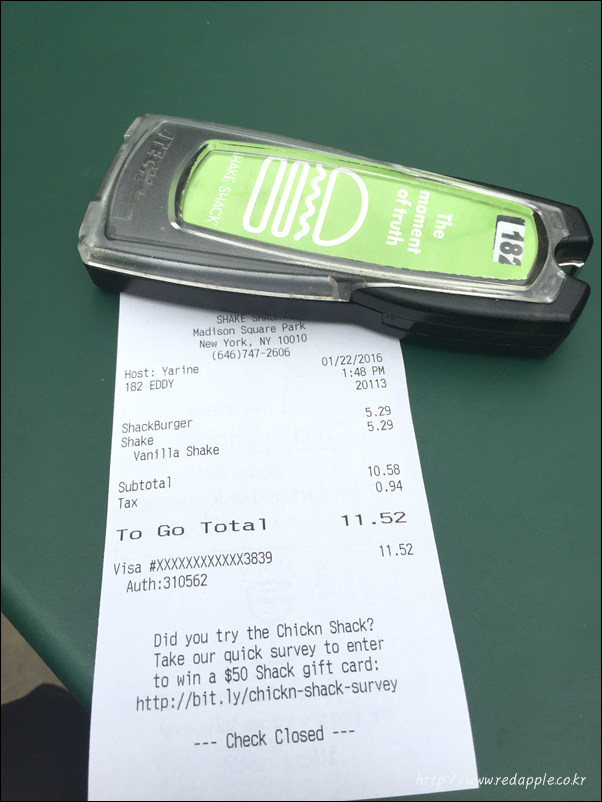 JTECH
SHAKE SHACK
The
moment
of truth
182
SHAKE SHACK
Madison Square Park
New York, NY 10010
(646)747-2606
Host: Yarine 01/22/2016
182 EDDY 1:48 PM
20113
ShackBurger 5.29
Shake 5.29
Vanilla Shake
Subtotal 10.58
Tax 0.94
To Go Total 11.52
Visa #XXXXXXXXXXXX3839 11.52
Auth:310562
Did you try the Chickn Shack?
Take our quick survey to enter
to win a $50 Shack gift card:
http://bit.ly/chickn-shack-survey
--- Check Closed ---
http://www.redapple.co.kr